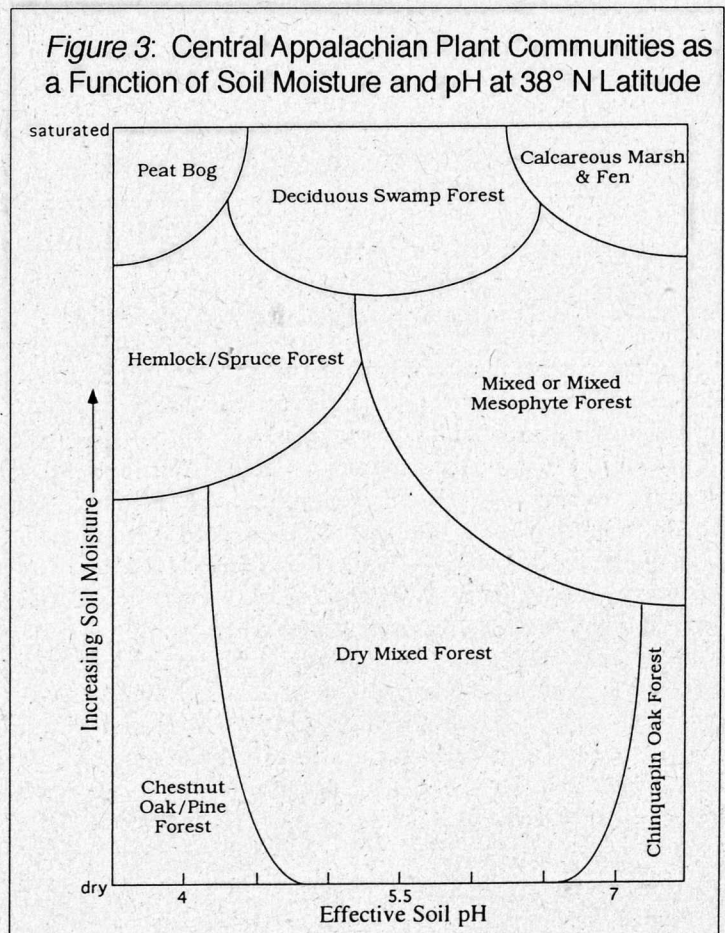 Figure 3: Central Appalachian Plant Communities as
a Function of Soil Moisture and pH at 38° N Latitude
saturated
Peat Bog
Calcareous Marsh
& Fen
Deciduous Swamp Forest
Hemlock/Spruce Forest
Mixed or Mixed
Mesophyte Forest
Increasing Soil Moisture
Dry Mixed Forest
Chinquapin Oak Forest
Chestnut
Oak/Pine
Forest
dry
4
5.5
7
Effective Soil pH